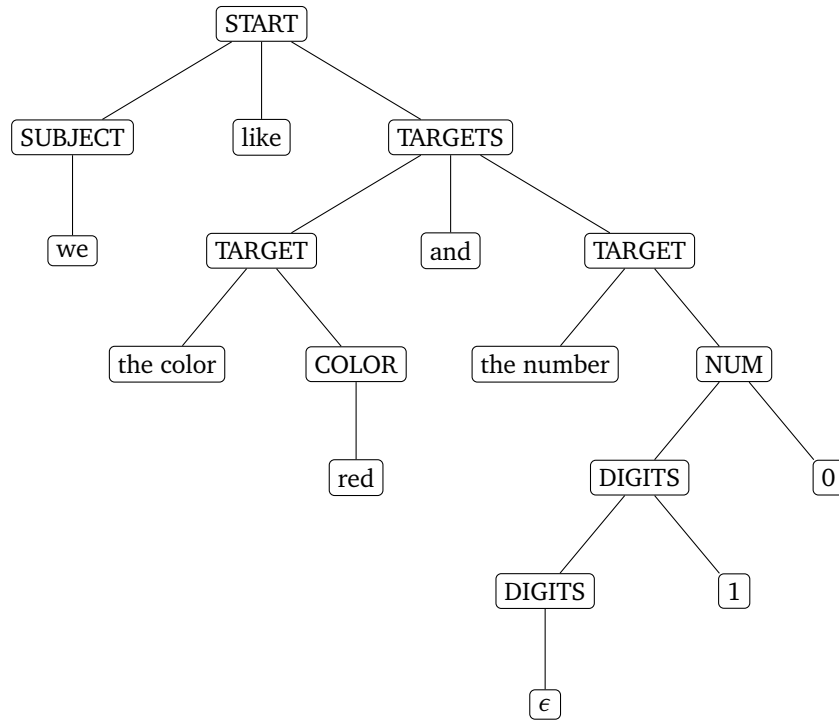 START
SUBJECT like TARGETS
we TARGET and TARGET
the color COLOR the number NUM
red DIGITS 0
DIGITS 1
ϵ